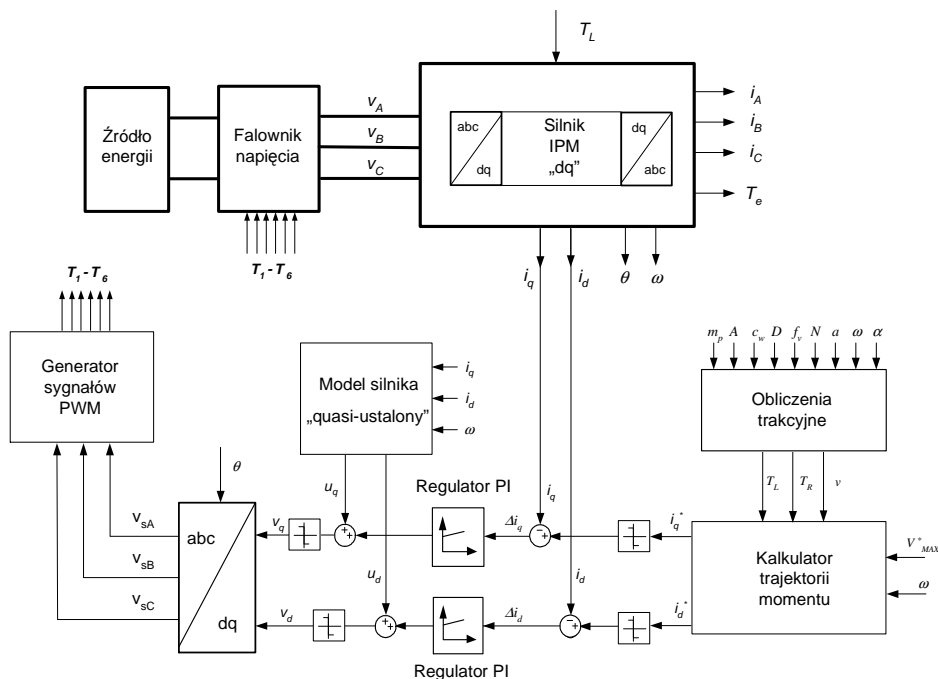 T_L
Źródło
energii
Falownik
napięcia
v_A
v_B
v_C
abc
dq
Silnik
IPM
„dq”
dq
abc
i_A
i_B
i_C
T_e
T_1 - T_6
i_q
i_d
θ
ω
T_1 - T_6
Generator
sygnałów
PWM
Model silnika
„quasi-ustalony”
i_q
i_d
ω
m_p A c_w D f_v N a ω α
Obliczenia
trakcyjne
T_L T_R v
θ
u_q
Regulator PI
i_q
v_sA
abc
v_q
Δi_q
i_q^*
Kalkulator
trajektorii
momentu
V^*_MAX
ω
v_sB
u_d
i_d
v_sC
dq
v_d
Δi_d
i_d^*
Regulator PI